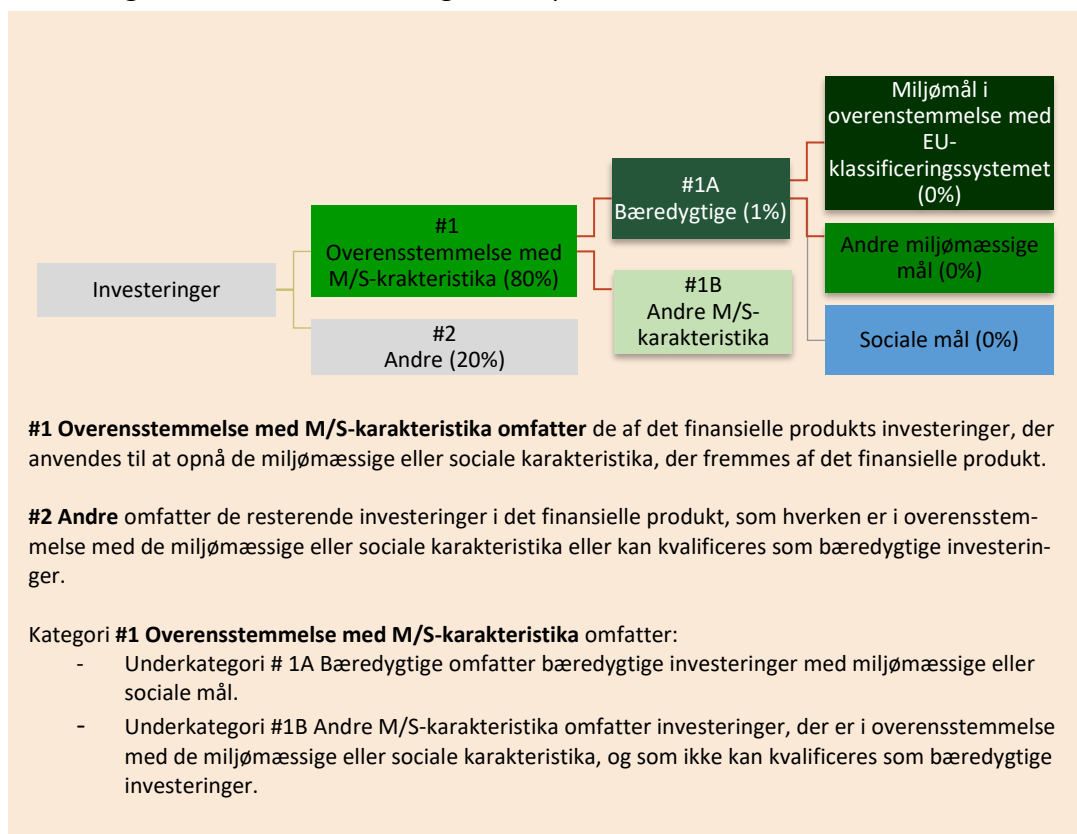 Miljømål i
overenstemmelse med
EU-
klassificeringssystemet
(0%)
#1A
Bæredygtige (1%)
#1
Overensstemmelse med
M/S-krakteristika (80%)
Andre miljømæssige
mål (0%)
Investeringer
#1B
Andre M/S-
karakteristika
#2
Andre (20%)
Sociale mål (0%)
#1 Overensstemmelse med M/S-karakteristika omfatter de af det finansielle produkts investeringer, der
anvendes til at opnå de miljømæssige eller sociale karakteristika, der fremmes af det finansielle produkt.
#2 Andre omfatter de resterende investeringer i det finansielle produkt, som hverken er i overensstem-
melse med de miljømæssige eller sociale karakteristika eller kan kvalificeres som bæredygtige investerin-
ger.
Kategori #1 Overensstemmelse med M/S-karakteristika omfatter:
- Underkategori # 1A Bæredygtige omfatter bæredygtige investeringer med miljømæssige eller
sociale mål.
- Underkategori #1B Andre M/S-karakteristika omfatter investeringer, der er i overensstemmelse
med de miljømæssige eller sociale karakteristika, og som ikke kan kvalificeres som bæredygtige
investeringer.